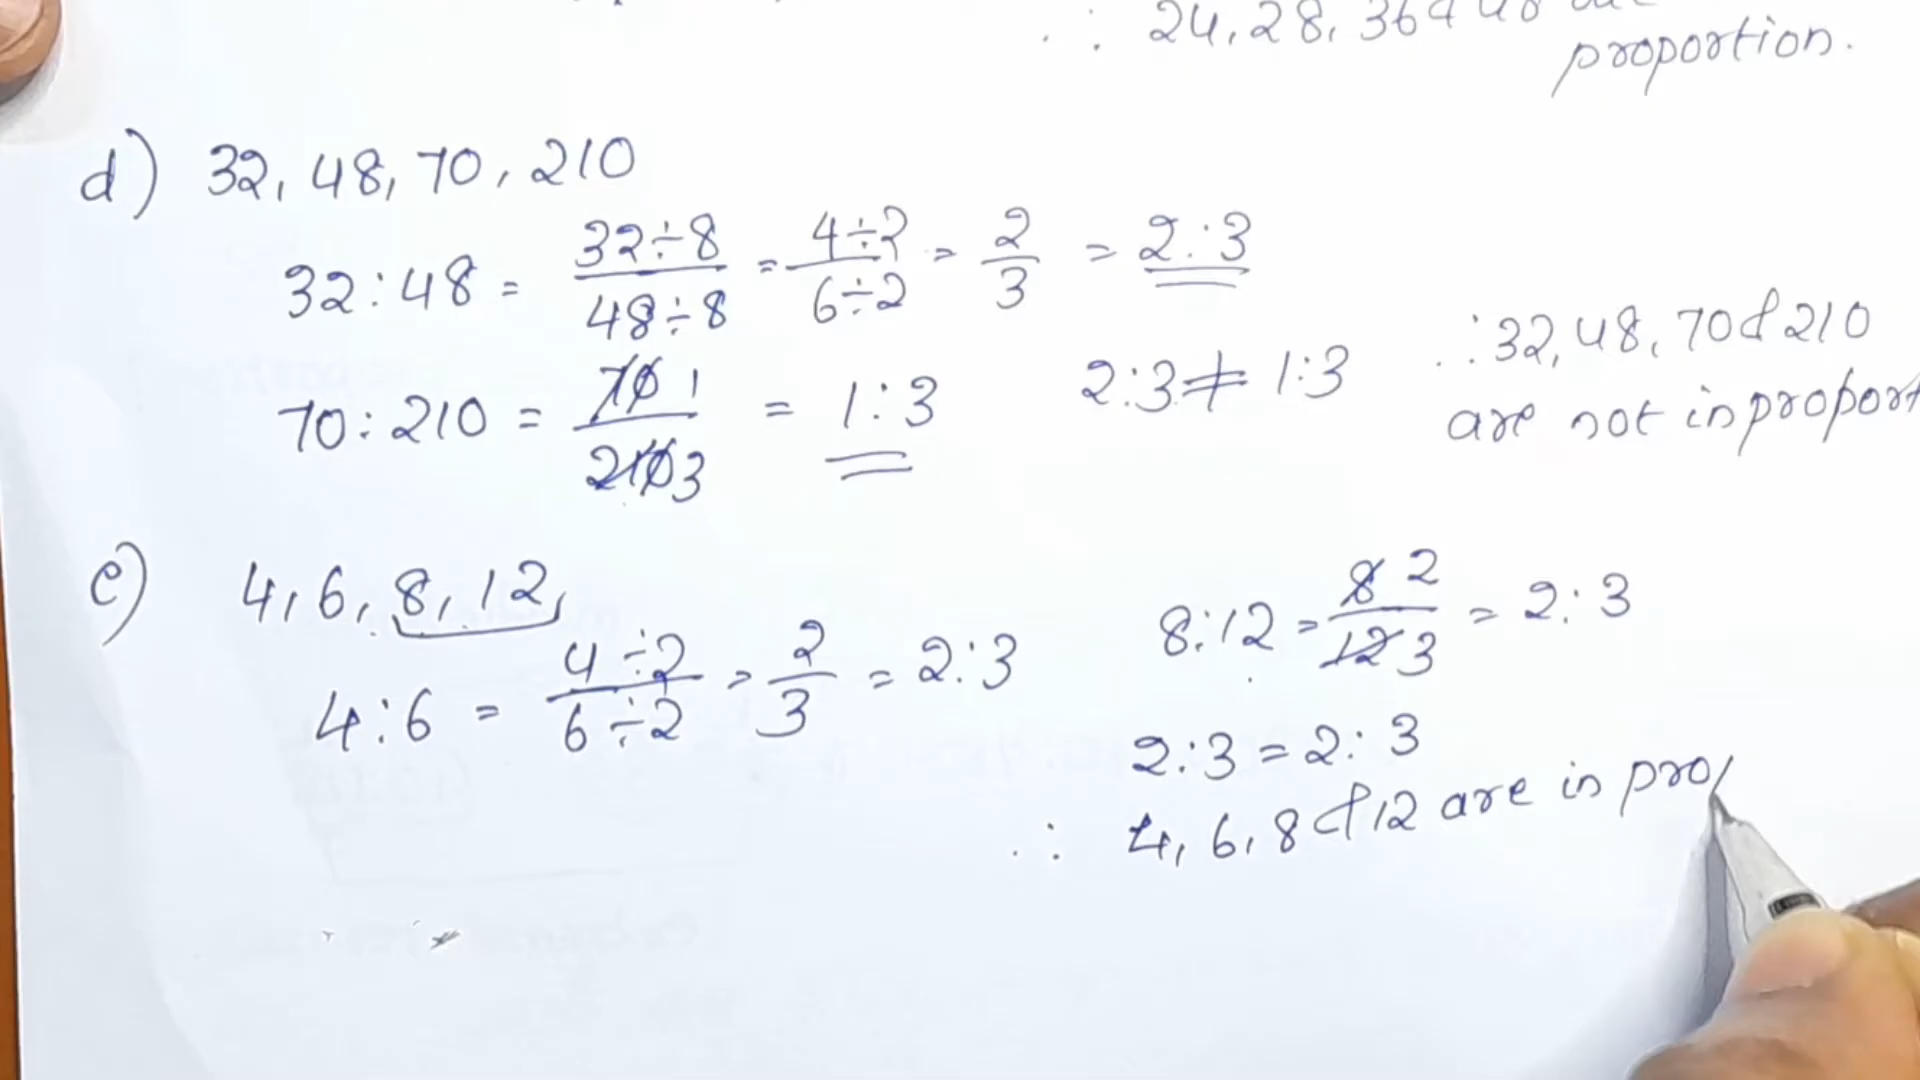 ∴ 24, 28, 36 &
proportion.
d) 32, 48, 70, 210
32:48 = 32÷8/48÷8 = 4÷2/6÷2 = 2/3 = 2:3
70:210 = 70 1/210 3 = 1:3
2:3 ≠ 1:3
∴ 32, 48, 70 & 210
are not in proport
e) 4, 6, 8, 12,
4:6 = 4÷2/6÷2 = 2/3 = 2:3
8:12 = 8 2/12 3 = 2:3
2:3 = 2:3
∴ 4, 6, 8 & 12 are in prop